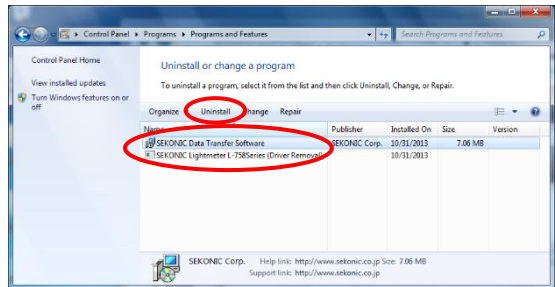 Control Panel ▸ Programs ▸ Programs and Features
Search Programs and Features
Control Panel Home
View installed updates
Turn Windows features on or
off
Uninstall or change a program
To uninstall a program, select it from the list and then click Uninstall, Change, or Repair.
Organize Uninstall Change Repair
Name Publisher Installed On Size Version
SEKONIC Data Transfer Software SEKONIC Corp. 10/31/2013 7.06 MB
SEKONIC Lightmeter L-758Series (Driver Removal) 10/31/2013
SEKONIC Corp. Help link: http://www.sekonic.co.jp Size: 7.06 MB
Support link: http://www.sekonic.co.jp